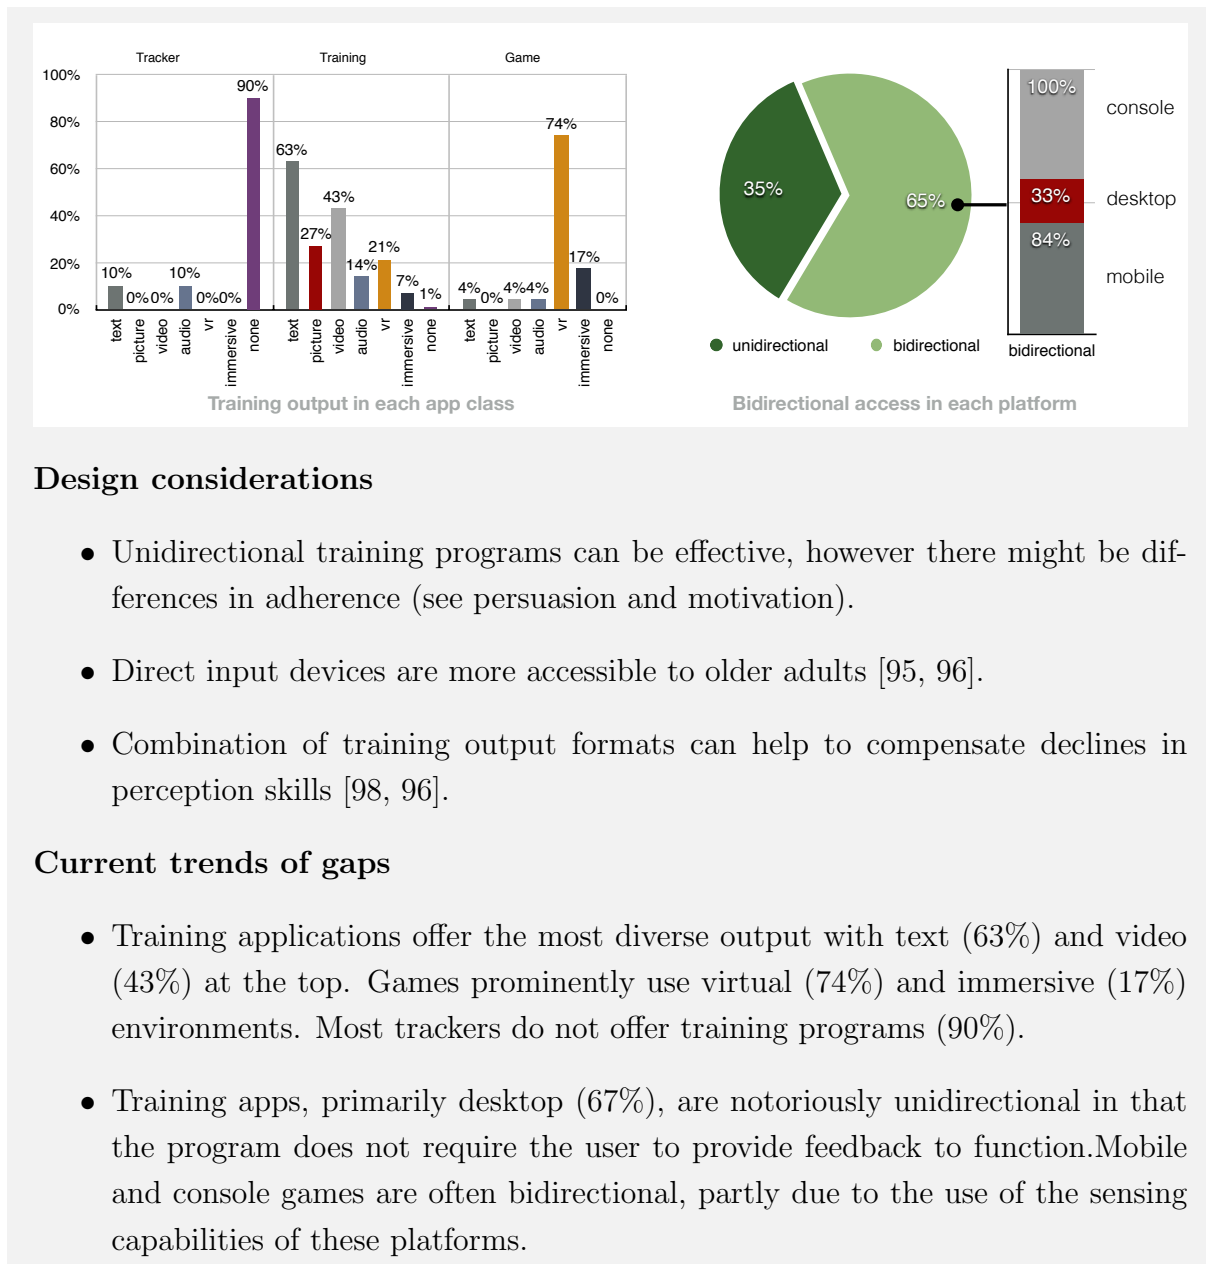 Tracker Training Game
100%
80%
60%
40%
20%
0%
10% 0% 0% 10% 0% 0% 90%
63% 27% 43% 14% 21% 7% 1%
4% 0% 4% 4% 74% 17% 0%
text picture video audio vr immersive none
text picture video audio vr immersive none
text picture video audio vr immersive none
Training output in each app class
35%
65%
unidirectional bidirectional
100% console
33% desktop
84% mobile
bidirectional
Bidirectional access in each platform
Design considerations
• Unidirectional training programs can be effective, however there might be dif-
ferences in adherence (see persuasion and motivation).
• Direct input devices are more accessible to older adults [95, 96].
• Combination of training output formats can help to compensate declines in
perception skills [98, 96].
Current trends of gaps
• Training applications offer the most diverse output with text (63%) and video
(43%) at the top. Games prominently use virtual (74%) and immersive (17%)
environments. Most trackers do not offer training programs (90%).
• Training apps, primarily desktop (67%), are notoriously unidirectional in that
the program does not require the user to provide feedback to function.Mobile
and console games are often bidirectional, partly due to the use of the sensing
capabilities of these platforms.